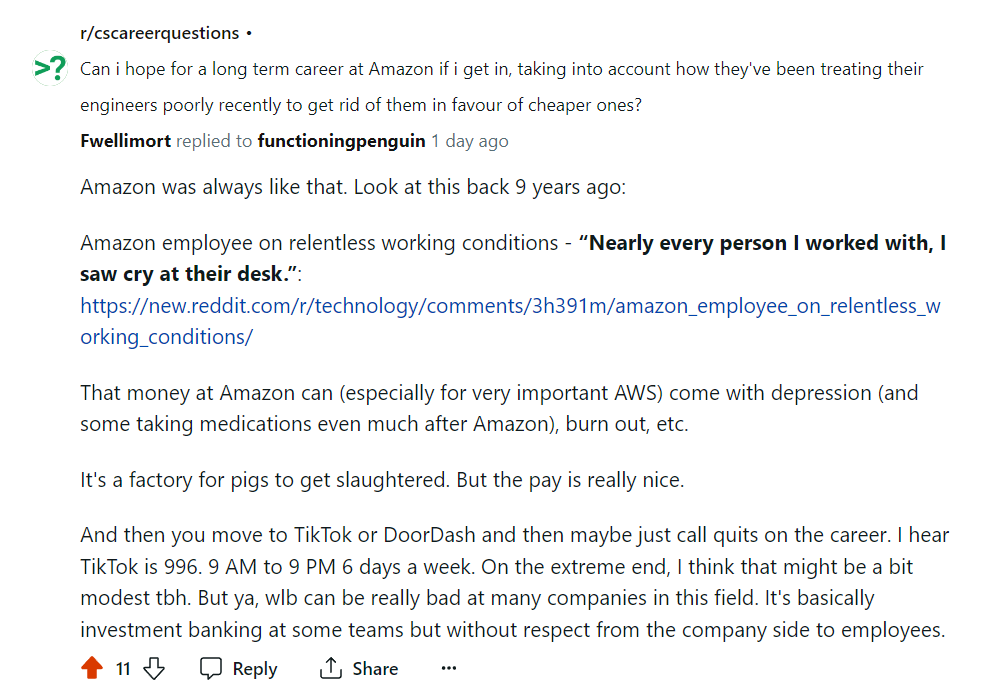 r/cscareerquestions •
>?
Can i hope for a long term career at Amazon if i get in, taking into account how they've been treating their
engineers poorly recently to get rid of them in favour of cheaper ones?
Fwellimort replied to functioningpenguin 1 day ago
Amazon was always like that. Look at this back 9 years ago:
Amazon employee on relentless working conditions - “Nearly every person I worked with, I
saw cry at their desk.”:
https://new.reddit.com/r/technology/comments/3h391m/amazon_employee_on_relentless_w
orking_conditions/
That money at Amazon can (especially for very important AWS) come with depression (and
some taking medications even much after Amazon), burn out, etc.
It's a factory for pigs to get slaughtered. But the pay is really nice.
And then you move to TikTok or DoorDash and then maybe just call quits on the career. I hear
TikTok is 996. 9 AM to 9 PM 6 days a week. On the extreme end, I think that might be a bit
modest tbh. But ya, wlb can be really bad at many companies in this field. It's basically
investment banking at some teams but without respect from the company side to employees.
11 Reply Share ...